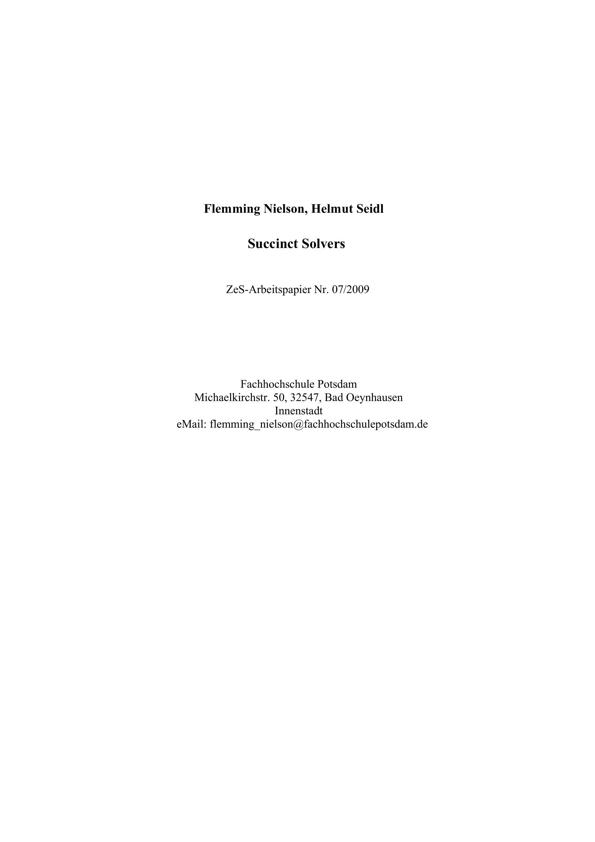 Flemming Nielson, Helmut Seidl
Succinct Solvers
ZeS-Arbeitspapier Nr. 07/2009
Fachhochschule Potsdam
Michaelkirchstr. 50, 32547, Bad Oeynhausen
Innenstadt
eMail: flemming_nielson@fachhochschulepotsdam.de